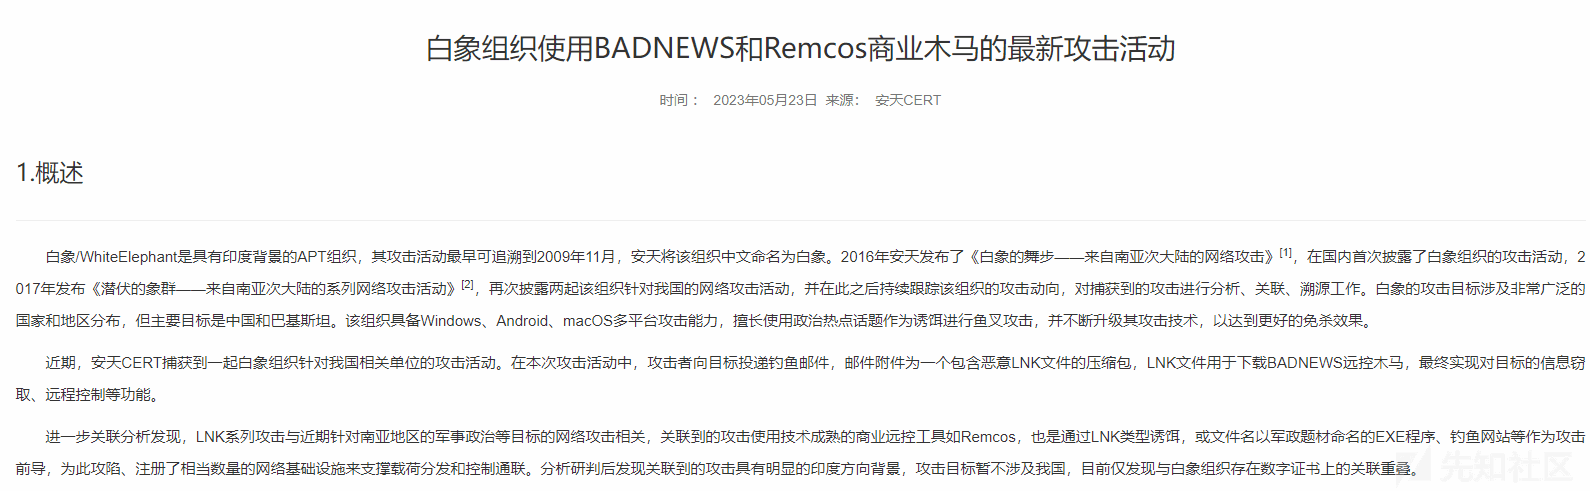 白象组织使用BADNEWS和Remcos商业木马的最新攻击活动
时间： 2023年05月23日 来源： 安天CERT
1.概述
白象/WhiteElephant是具有印度背景的APT组织，其攻击活动最早可追溯到2009年11月，安天将该组织中文命名为白象。2016年安天发布了《白象的舞步——来自南亚次大陆的网络攻击》[1]，在国内首次披露了白象组织的攻击活动，2
017年发布《潜伏的象群——来自南亚次大陆的系列网络攻击活动》[2]，再次披露两起该组织针对我国的网络攻击活动，并在此之后持续跟踪该组织的攻击动向，对捕获到的攻击进行分析、关联、溯源工作。白象的攻击目标涉及非常广泛的
国家和地区分布，但主要目标是中国和巴基斯坦。该组织具备Windows、Android、macOS多平台攻击能力，擅长使用政治热点话题作为诱饵进行鱼叉攻击，并不断升级其攻击技术，以达到更好的免杀效果。
近期，安天CERT捕获到一起白象组织针对我国相关单位的攻击活动。在本次攻击活动中，攻击者向目标投递钓鱼邮件，邮件附件为一个包含恶意LNK文件的压缩包，LNK文件用于下载BADNEWS远控木马，最终实现对目标的信息窃
取、远程控制等功能。
进一步关联分析发现，LNK系列攻击与近期针对南亚地区的军事政治等目标的网络攻击相关，关联到的攻击使用技术成熟的商业远控工具如Remcos，也是通过LNK类型诱饵，或文件名以军政题材命名的EXE程序、钓鱼网站等作为攻击
前导，为此攻陷、注册了相当数量的网络基础设施来支撑载荷分发和控制通联。分析研判后发现关联到的攻击具有明显的印度方向背景，攻击目标暂不涉及我国，目前仅发现与白象组织存在数字证书上的关联重叠。
先知社区